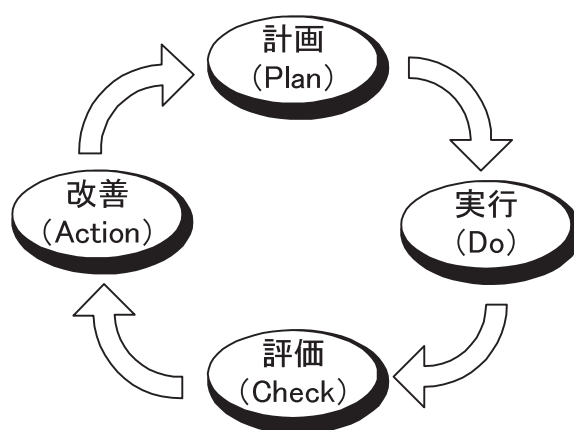 計画
(Plan)
実行
(Do)
評価
(Check)
改善
(Action)